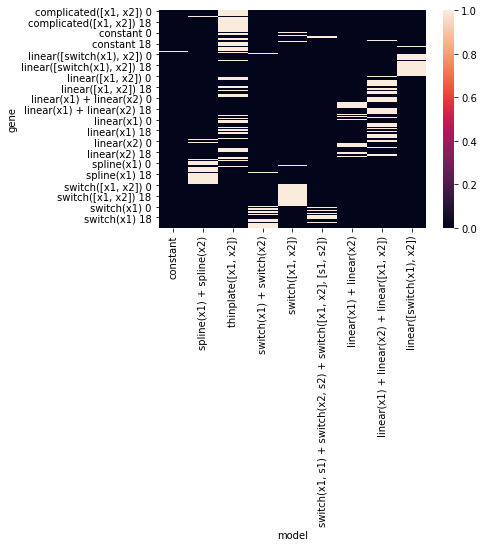 complicated([x1, x2]) 0
complicated([x1, x2]) 18
constant 0
constant 18
linear([switch(x1), x2]) 0
linear([switch(x1), x2]) 18
linear([x1, x2]) 0
linear([x1, x2]) 18
linear(x1) + linear(x2) 0
linear(x1) + linear(x2) 18
linear(x1) 0
linear(x1) 18
linear(x2) 0
linear(x2) 18
spline(x1) 0
spline(x1) 18
switch([x1, x2]) 0
switch([x1, x2]) 18
switch(x1) 0
switch(x1) 18
gene
constant
spline(x1) + spline(x2)
thinplate([x1, x2])
switch(x1) + switch(x2)
switch([x1, x2])
switch(x1, s1) + switch(x2, s2) + switch([x1, x2], [s1, s2])
linear(x1) + linear(x2)
linear(x1) + linear(x2) + linear([x1, x2])
linear([switch(x1), x2])
model
1.0
0.8
0.6
0.4
0.2
0.0